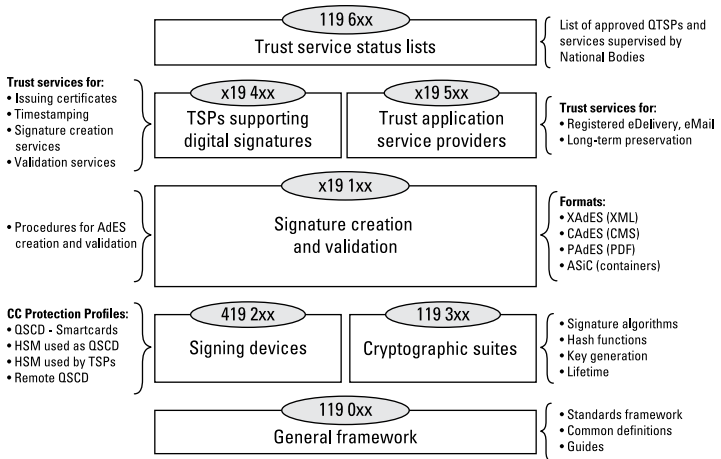 119 6xx
Trust service status lists
List of approved QTSPs and
services supervised by
National Bodies
Trust services for:
• Issuing certificates
• Timestamping
• Signature creation
services
• Validation services
x19 4xx
TSPs supporting
digital signatures
x19 5xx
Trust application
service providers
Trust services for:
• Registered eDelivery, eMail
• Long-term preservation
• Procedures for AdES
creation and validation
x19 1xx
Signature creation
and validation
Formats:
• XAdES (XML)
• CAdES (CMS)
• PAdES (PDF)
• ASiC (containers)
CC Protection Profiles:
• QSCD - Smartcards
• HSM used as QSCD
• HSM used by TSPs
• Remote QSCD
419 2xx
Signing devices
119 3xx
Cryptographic suites
• Signature algorithms
• Hash functions
• Key generation
• Lifetime
119 0xx
General framework
• Standards framework
• Common definitions
• Guides